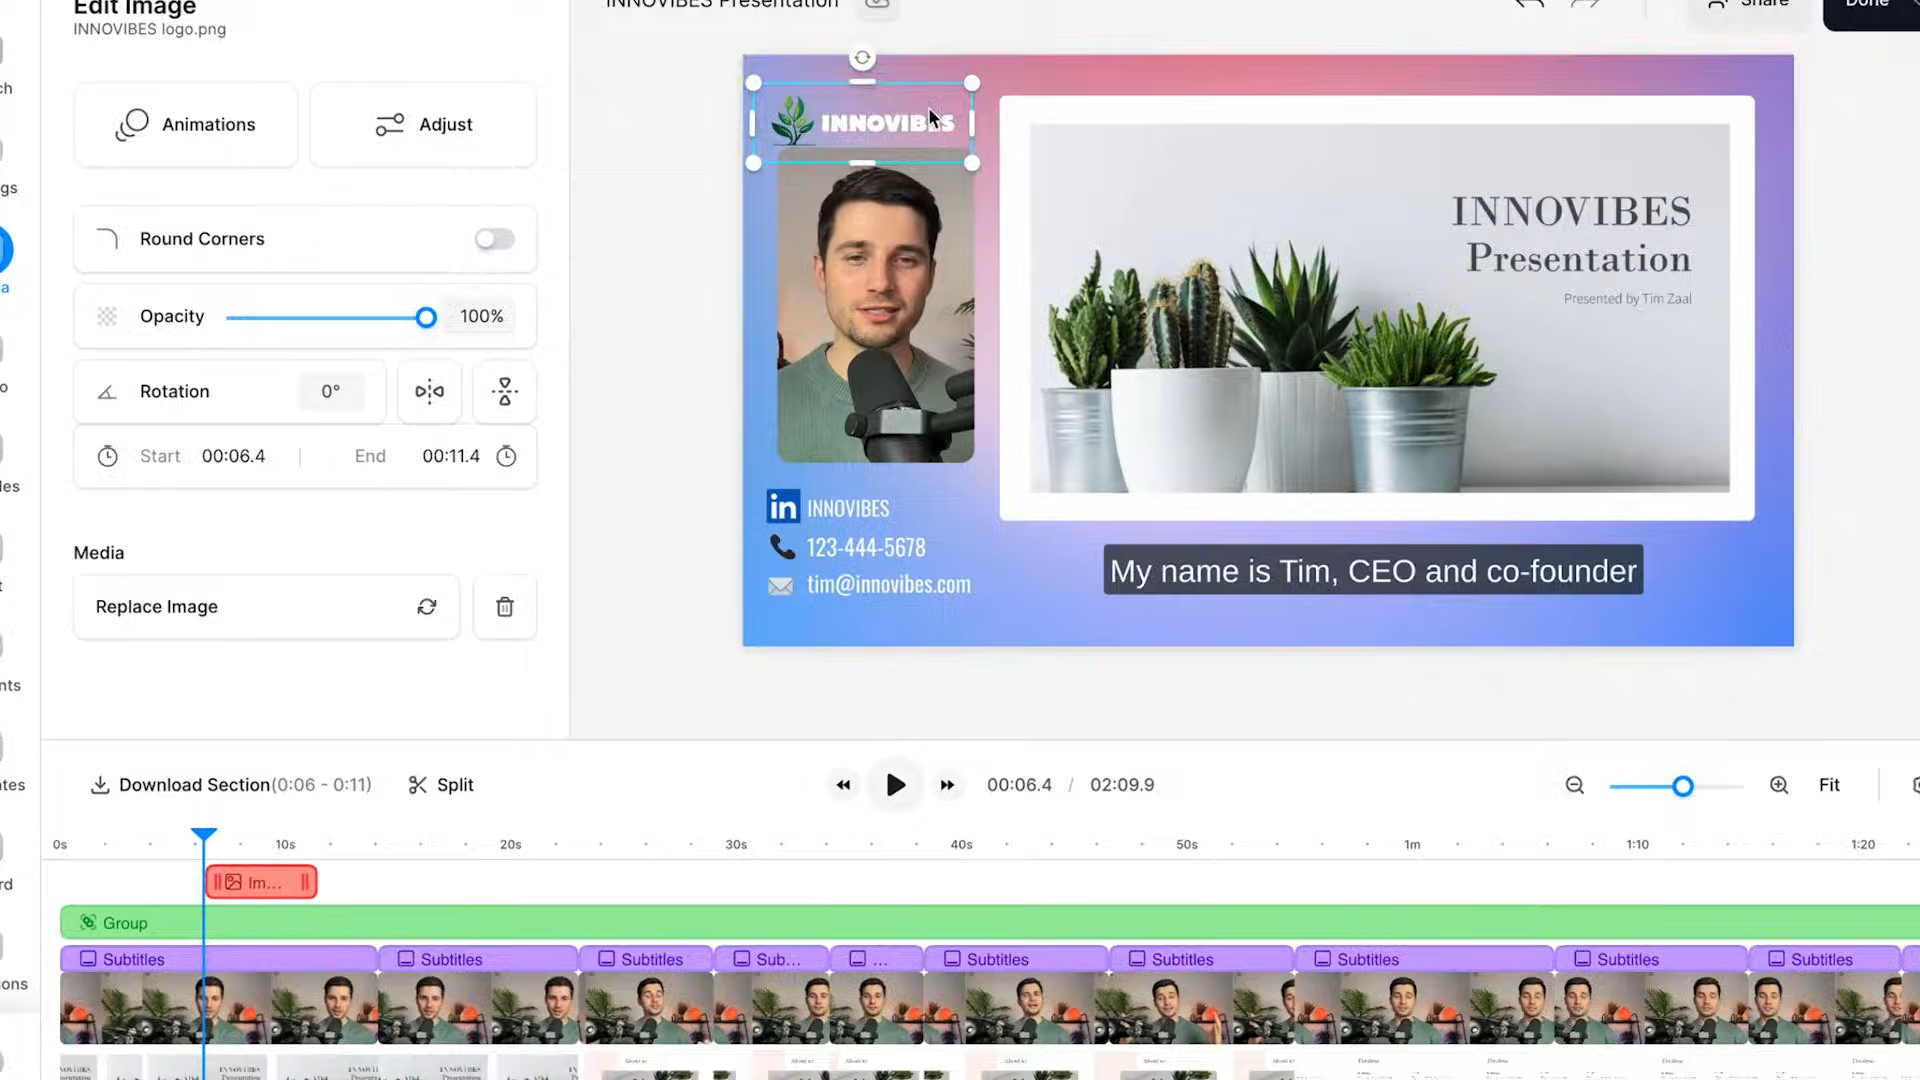 Edit Image
INNOVIBES logo.png
Animations
Adjust
Round Corners
Opacity
100%
Rotation
0°
Start 00:06.4
End 00:11.4
Media
Replace Image
INNOVIBES Presentation
Share
Done
INNOVIBES
INNOVIBES
Presentation
Presented by Tim Zaal
in INNOVIBES
123-444-5678
tim@innovibes.com
My name is Tim, CEO and co-founder
Download Section(0:06 - 0:11)
Split
00:06.4 / 02:09.9
Fit
0s 10s 20s 30s 40s 50s 1m 1:10 1:20
Im...
Group
Subtitles Subtitles Subtitles Sub... ... Subtitles Subtitles Subtitles Subtitles Subtitles